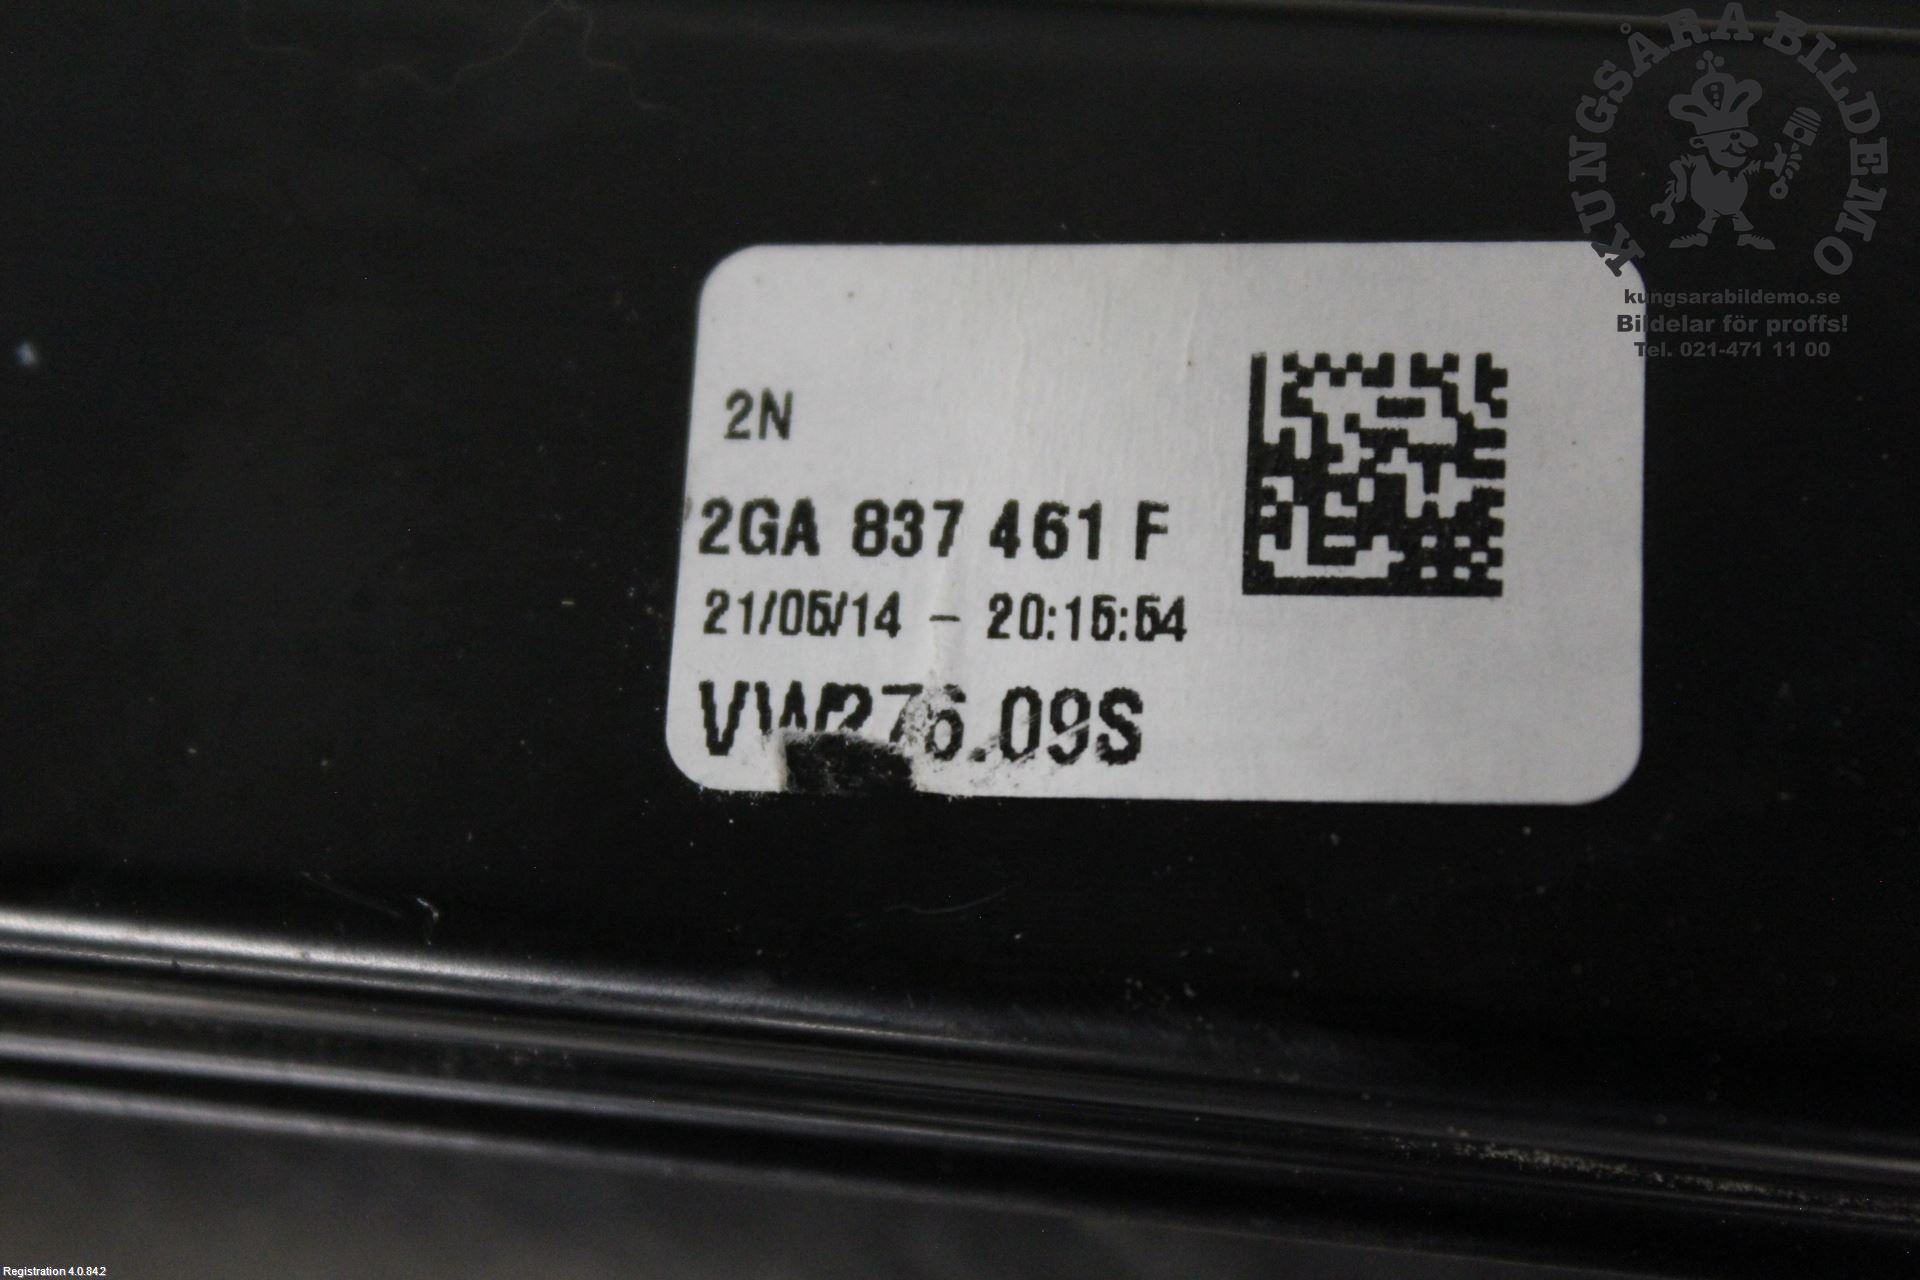 KUNGSÅRA BILDEMO
kungsarabildemo.se
Bildelar för proffs!
Tel. 021-471 11 00
2N
2GA 837 461 F
21/05/14 - 20:15:54
VW276.09S
Registration 4.0.84.2